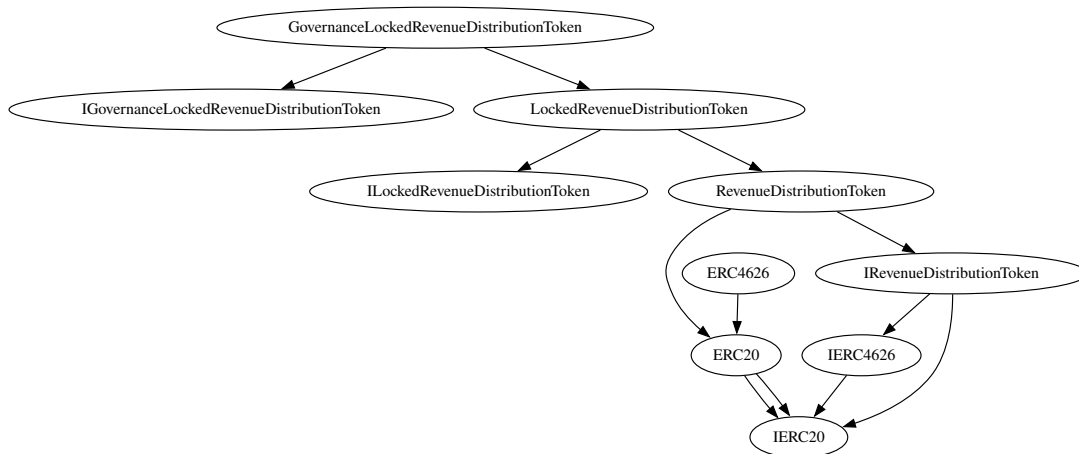 GovernanceLockedRevenueDistributionToken
IGovernanceLockedRevenueDistributionToken
LockedRevenueDistributionToken
ILockedRevenueDistributionToken
RevenueDistributionToken
ERC4626
IRevenueDistributionToken
ERC20
IERC4626
IERC20